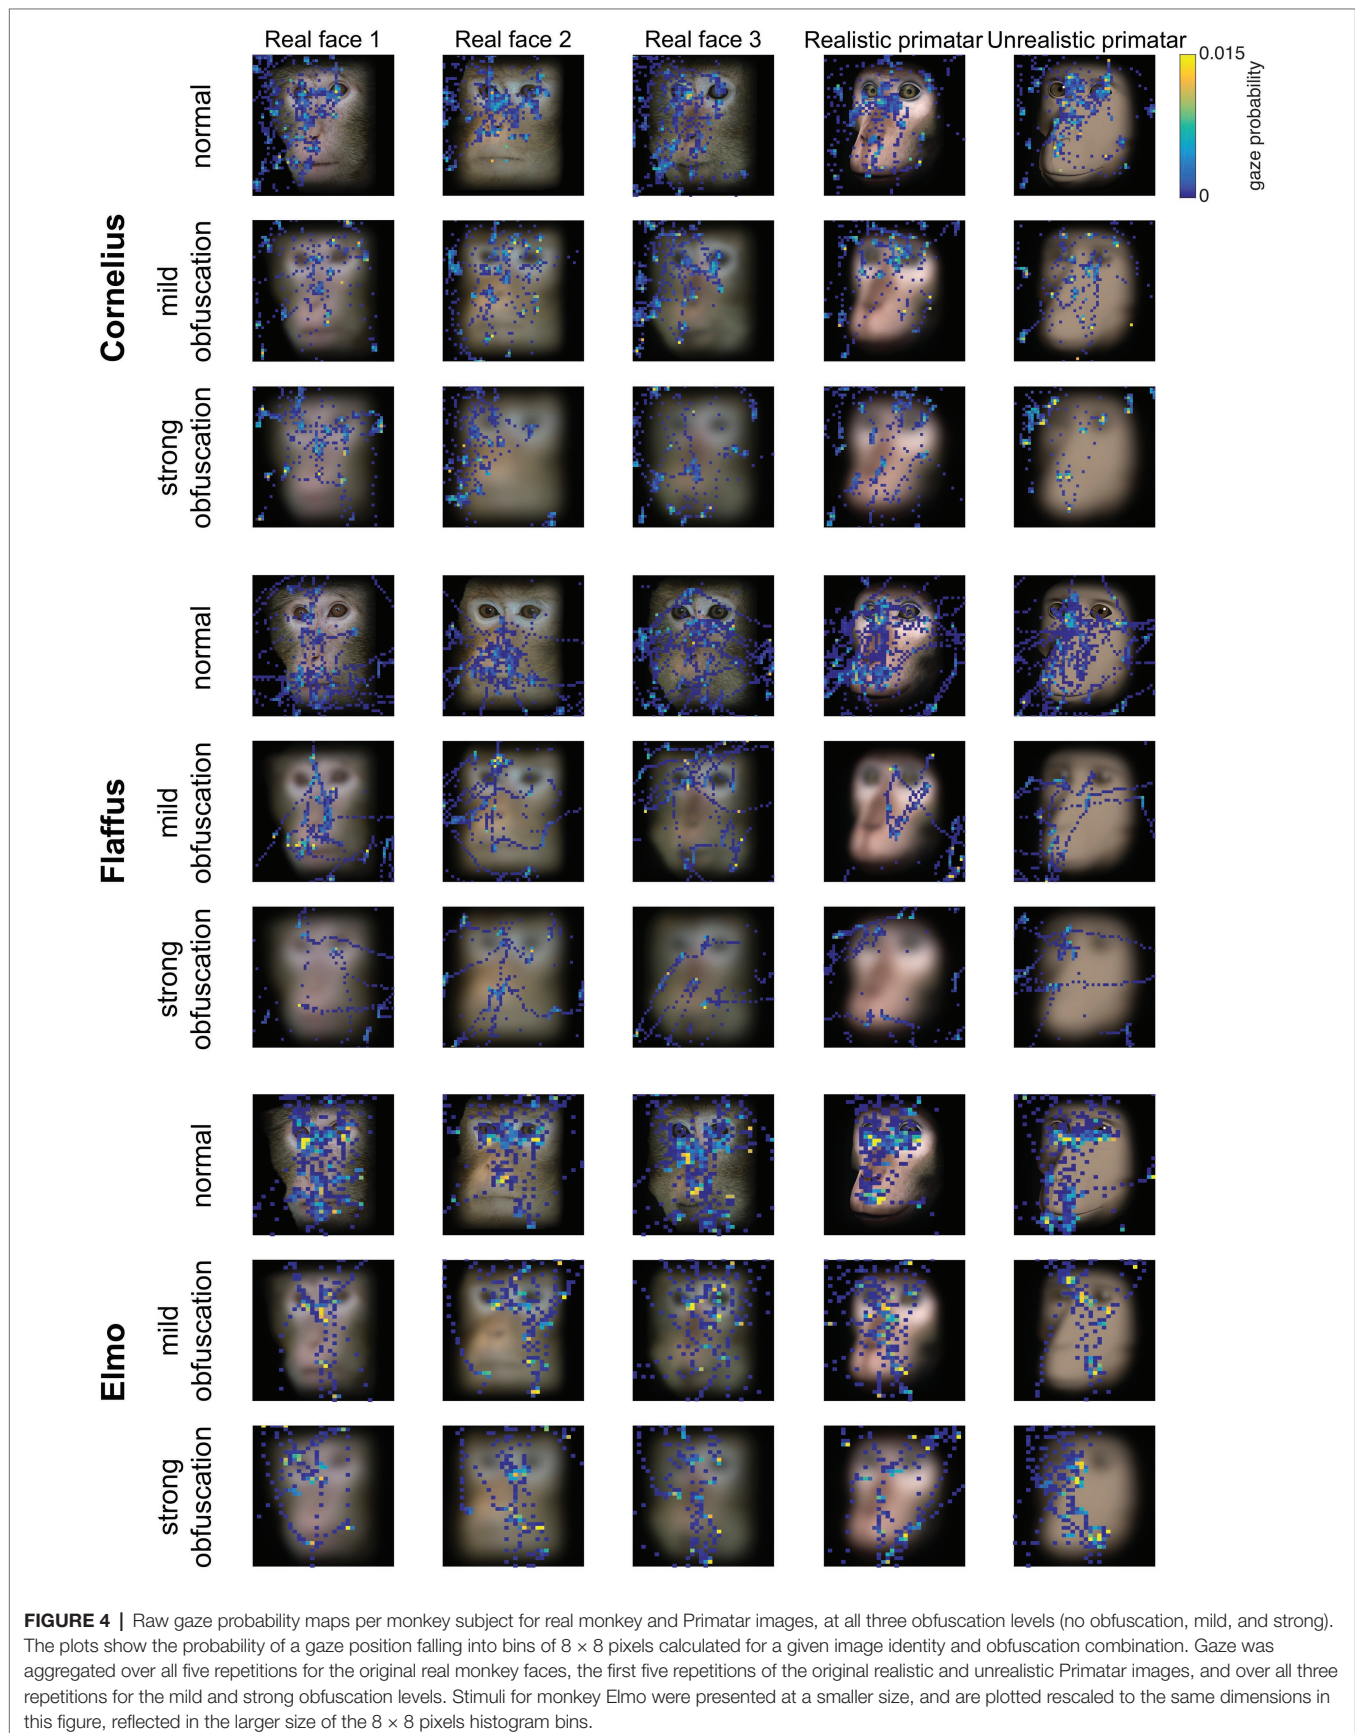 Real face 1
Real face 2
Real face 3
Realistic primatar
Unrealistic primatar
0.015
0
gaze probability
Cornelius
normal
mild
obfuscation
strong
obfuscation
Flaffus
normal
mild
obfuscation
strong
obfuscation
Elmo
normal
mild
obfuscation
strong
obfuscation
FIGURE 4 | Raw gaze probability maps per monkey subject for real monkey and Primatar images, at all three obfuscation levels (no obfuscation, mild, and strong).
The plots show the probability of a gaze position falling into bins of 8 × 8 pixels calculated for a given image identity and obfuscation combination. Gaze was
aggregated over all five repetitions for the original real monkey faces, the first five repetitions of the original realistic and unrealistic Primatar images, and over all three
repetitions for the mild and strong obfuscation levels. Stimuli for monkey Elmo were presented at a smaller size, and are plotted rescaled to the same dimensions in
this figure, reflected in the larger size of the 8 × 8 pixels histogram bins.